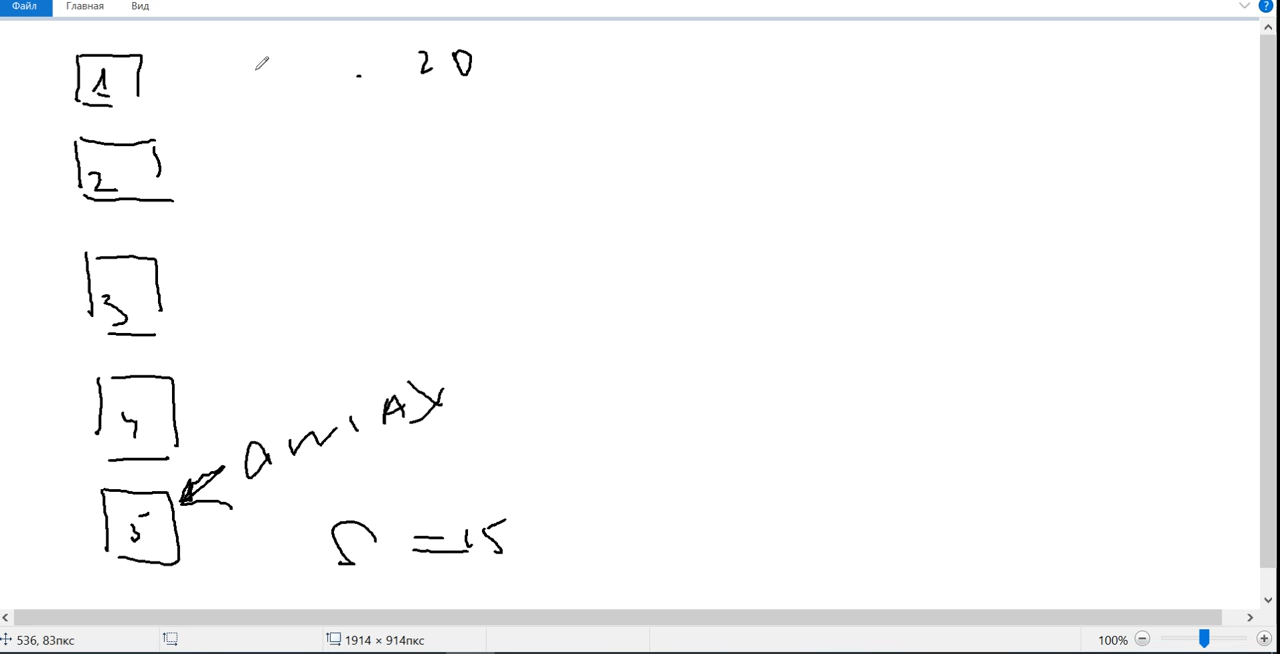 Файл Главная Вид
1 . 20
2
3
4
5
=15
536, 83пкс 1914 × 914пкс 100%